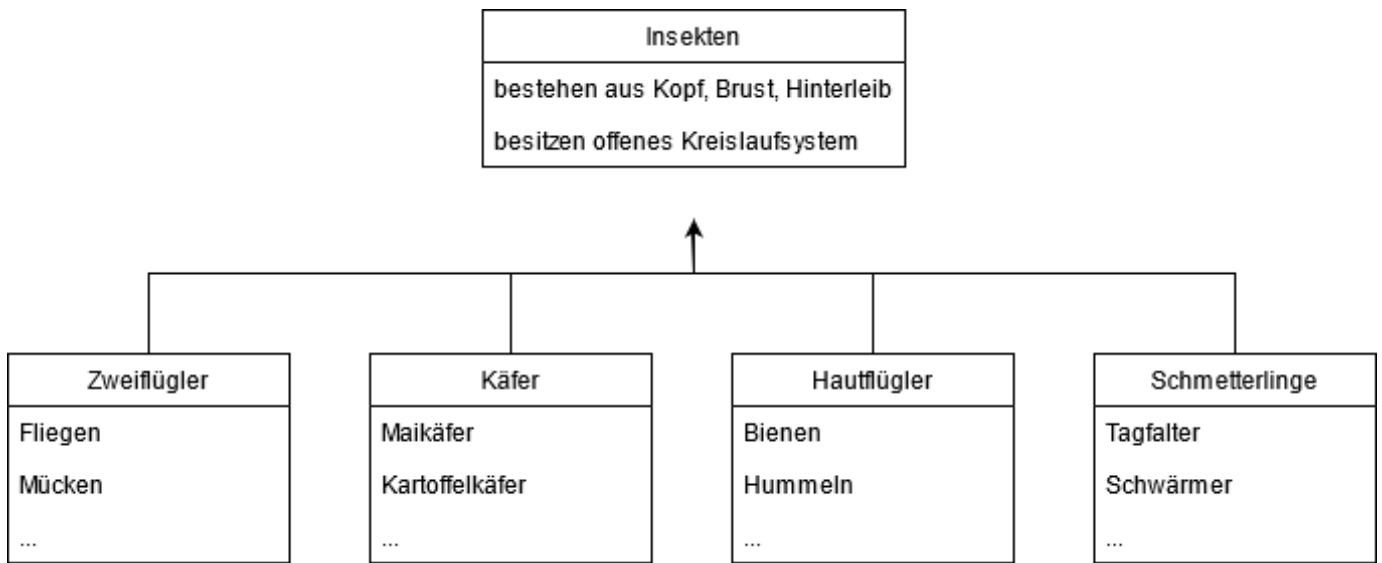 Insekten
bestehen aus Kopf, Brust, Hinterleib
besitzen offenes Kreislaufsystem
Zweiflügler
Fliegen
Mücken
...
Käfer
Maikäfer
Kartoffelkäfer
...
Hautflügler
Bienen
Hummeln
...
Schmetterlinge
Tagfalter
Schwärmer
...